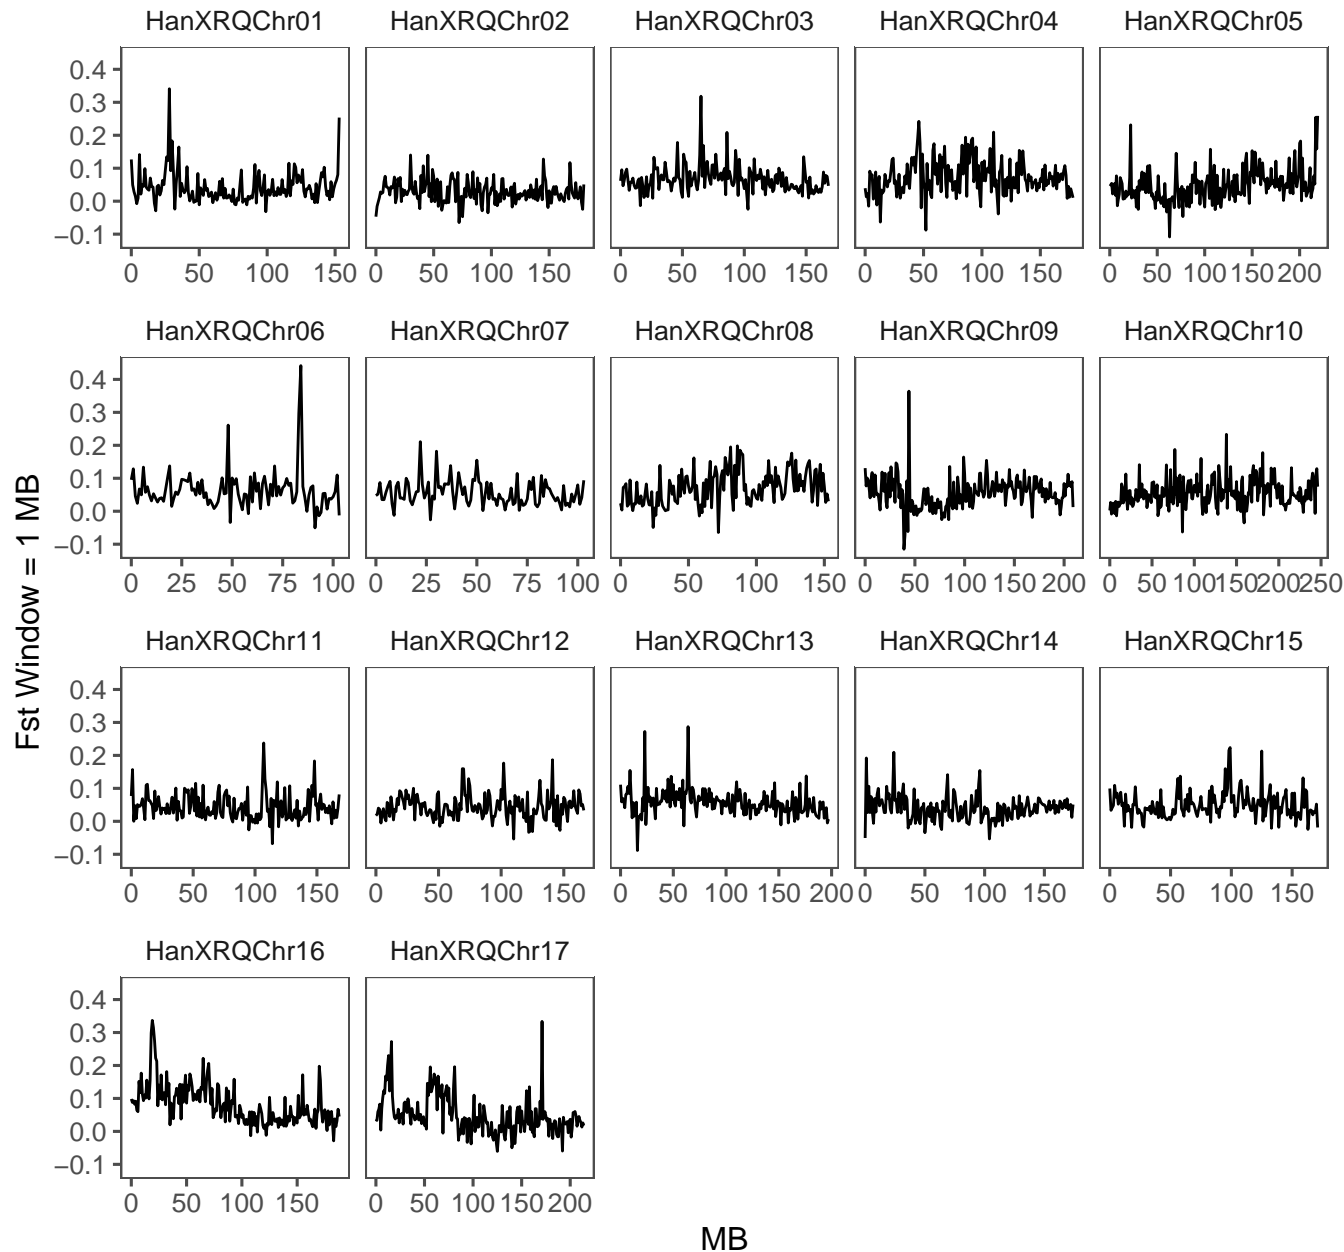 HanXRQChr01 HanXRQChr02 HanXRQChr03 HanXRQChr04 HanXRQChr05
0.4
0.3
0.2
0.1
0.0
−0.1
0 50 100 150 0 50 100 150 0 50 100 150 0 50 100 150 0 50 100 150 200
HanXRQChr06 HanXRQChr07 HanXRQChr08 HanXRQChr09 HanXRQChr10
0.4
0.3
0.2
0.1
0.0
−0.1
0 25 50 75 100 0 25 50 75 100 0 50 100 150 0 50 100 150 200 0 50 100 150 200 250
Fst Window = 1 MB
HanXRQChr11 HanXRQChr12 HanXRQChr13 HanXRQChr14 HanXRQChr15
0.4
0.3
0.2
0.1
0.0
−0.1
0 50 100 150 0 50 100 150 0 50 100 150 200 0 50 100 150 0 50 100 150
HanXRQChr16 HanXRQChr17
0.4
0.3
0.2
0.1
0.0
−0.1
0 50 100 150 0 50 100 150 200
MB